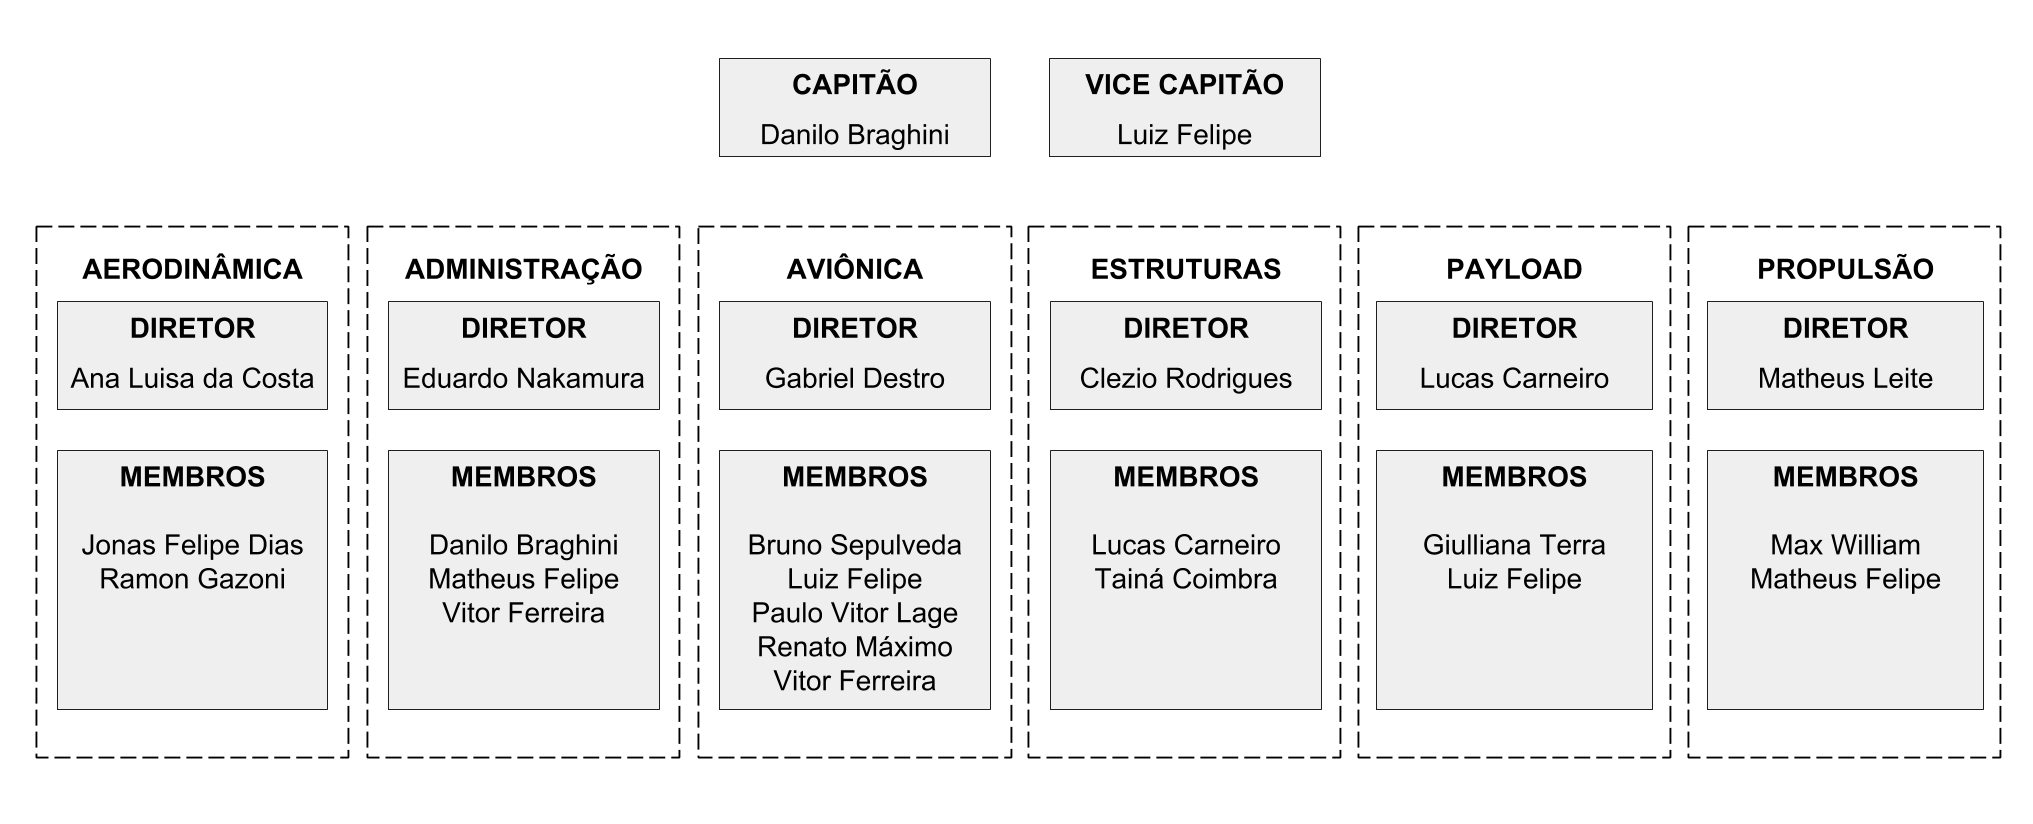 CAPITÃO
Danilo Braghini
VICE CAPITÃO
Luiz Felipe
AERODINÂMICA
DIRETOR
Ana Luisa da Costa
MEMBROS
Jonas Felipe Dias
Ramon Gazoni
ADMINISTRAÇÃO
DIRETOR
Eduardo Nakamura
MEMBROS
Danilo Braghini
Matheus Felipe
Vitor Ferreira
AVIÔNICA
DIRETOR
Gabriel Destro
MEMBROS
Bruno Sepulveda
Luiz Felipe
Paulo Vitor Lage
Renato Máximo
Vitor Ferreira
ESTRUTURAS
DIRETOR
Clezio Rodrigues
MEMBROS
Lucas Carneiro
Tainá Coimbra
PAYLOAD
DIRETOR
Lucas Carneiro
MEMBROS
Giulliana Terra
Luiz Felipe
PROPULSÃO
DIRETOR
Matheus Leite
MEMBROS
Max William
Matheus Felipe